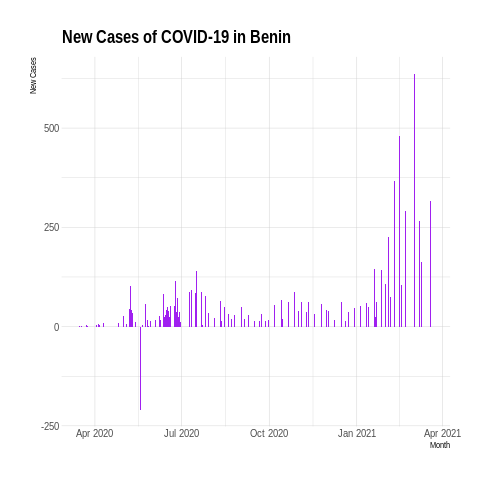 New Cases of COVID-19 in Benin
New Cases
500
250
0
-250
Apr 2020 Jul 2020 Oct 2020 Jan 2021 Apr 2021
Month